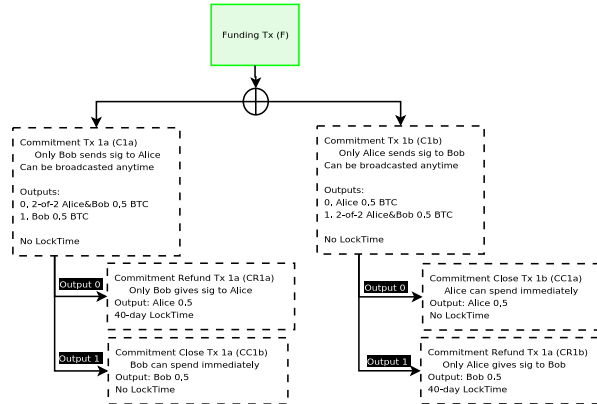 Funding Tx (F)
Commitment Tx 1a (C1a)
Only Bob sends sig to Alice
Can be broadcasted anytime
Outputs:
0, 2-of-2 Alice&Bob 0,5 BTC
1, Bob 0,5 BTC
No LockTime
Commitment Tx 1b (C1b)
Only Alice sends sig to Bob
Can be broadcasted anytime
Outputs:
0, Alice 0,5 BTC
1, 2-of-2 Alice&Bob 0.5 BTC
No LockTime
Output 0
Commitment Refund Tx 1a (CR1a)
Only Bob gives sig to Alice
Output: Alice 0,5
40-day LockTime
Output 1
Commitment Close Tx 1a (CC1b)
Bob can spend immediately
Output: Bob 0,5
No LockTime
Output 0
Commitment Close Tx 1b (CC1a)
Alice can spend immediately
Output: Alice 0,5
No LockTime
Output 1
Commitment Refund Tx 1a (CR1b)
Only Alice gives sig to Bob
Output: Bob 0.5
40-day LockTime